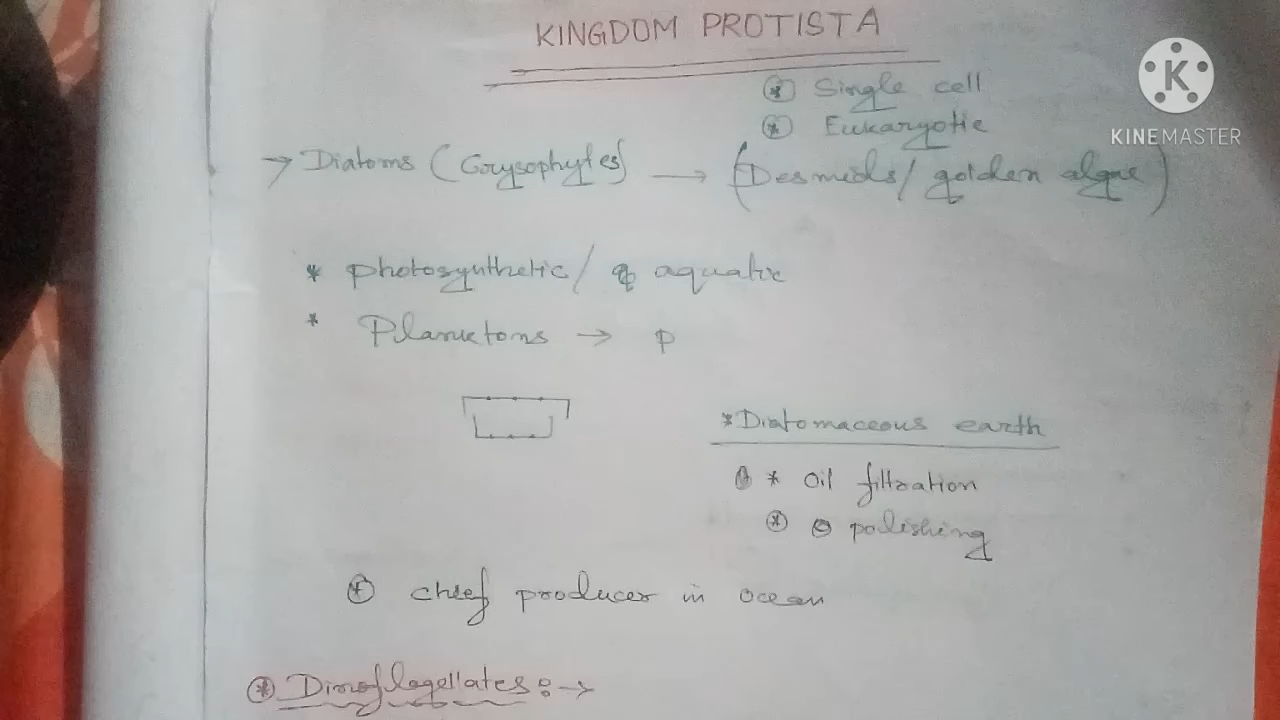 KINGDOM PROTISTA
* Single cell
* Eukaryotic
→ Diatoms (Crysophytes) → (Desmids/ golden algae)
* photosynthetic/ aquatic
* Planktons → p
* Diatomaceous earth
* Oil filtration
* polishing
* chief producer in ocean
* Dinoflagellates :→
K
KINEMASTER